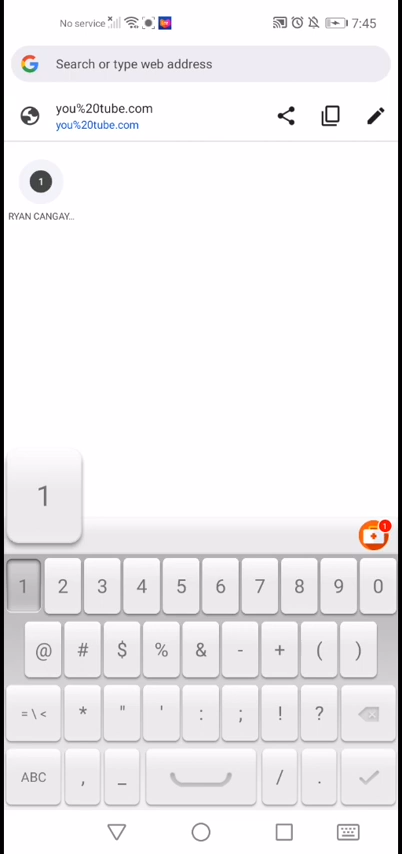 No service 7:45
Search or type web address
you%20tube.com
you%20tube.com
1
RYAN CANGAY...
1
1
1 2 3 4 5 6 7 8 9 0
@ # $ % & - + ( )
= \ < * " ' : ; ! ?
ABC , _ / .